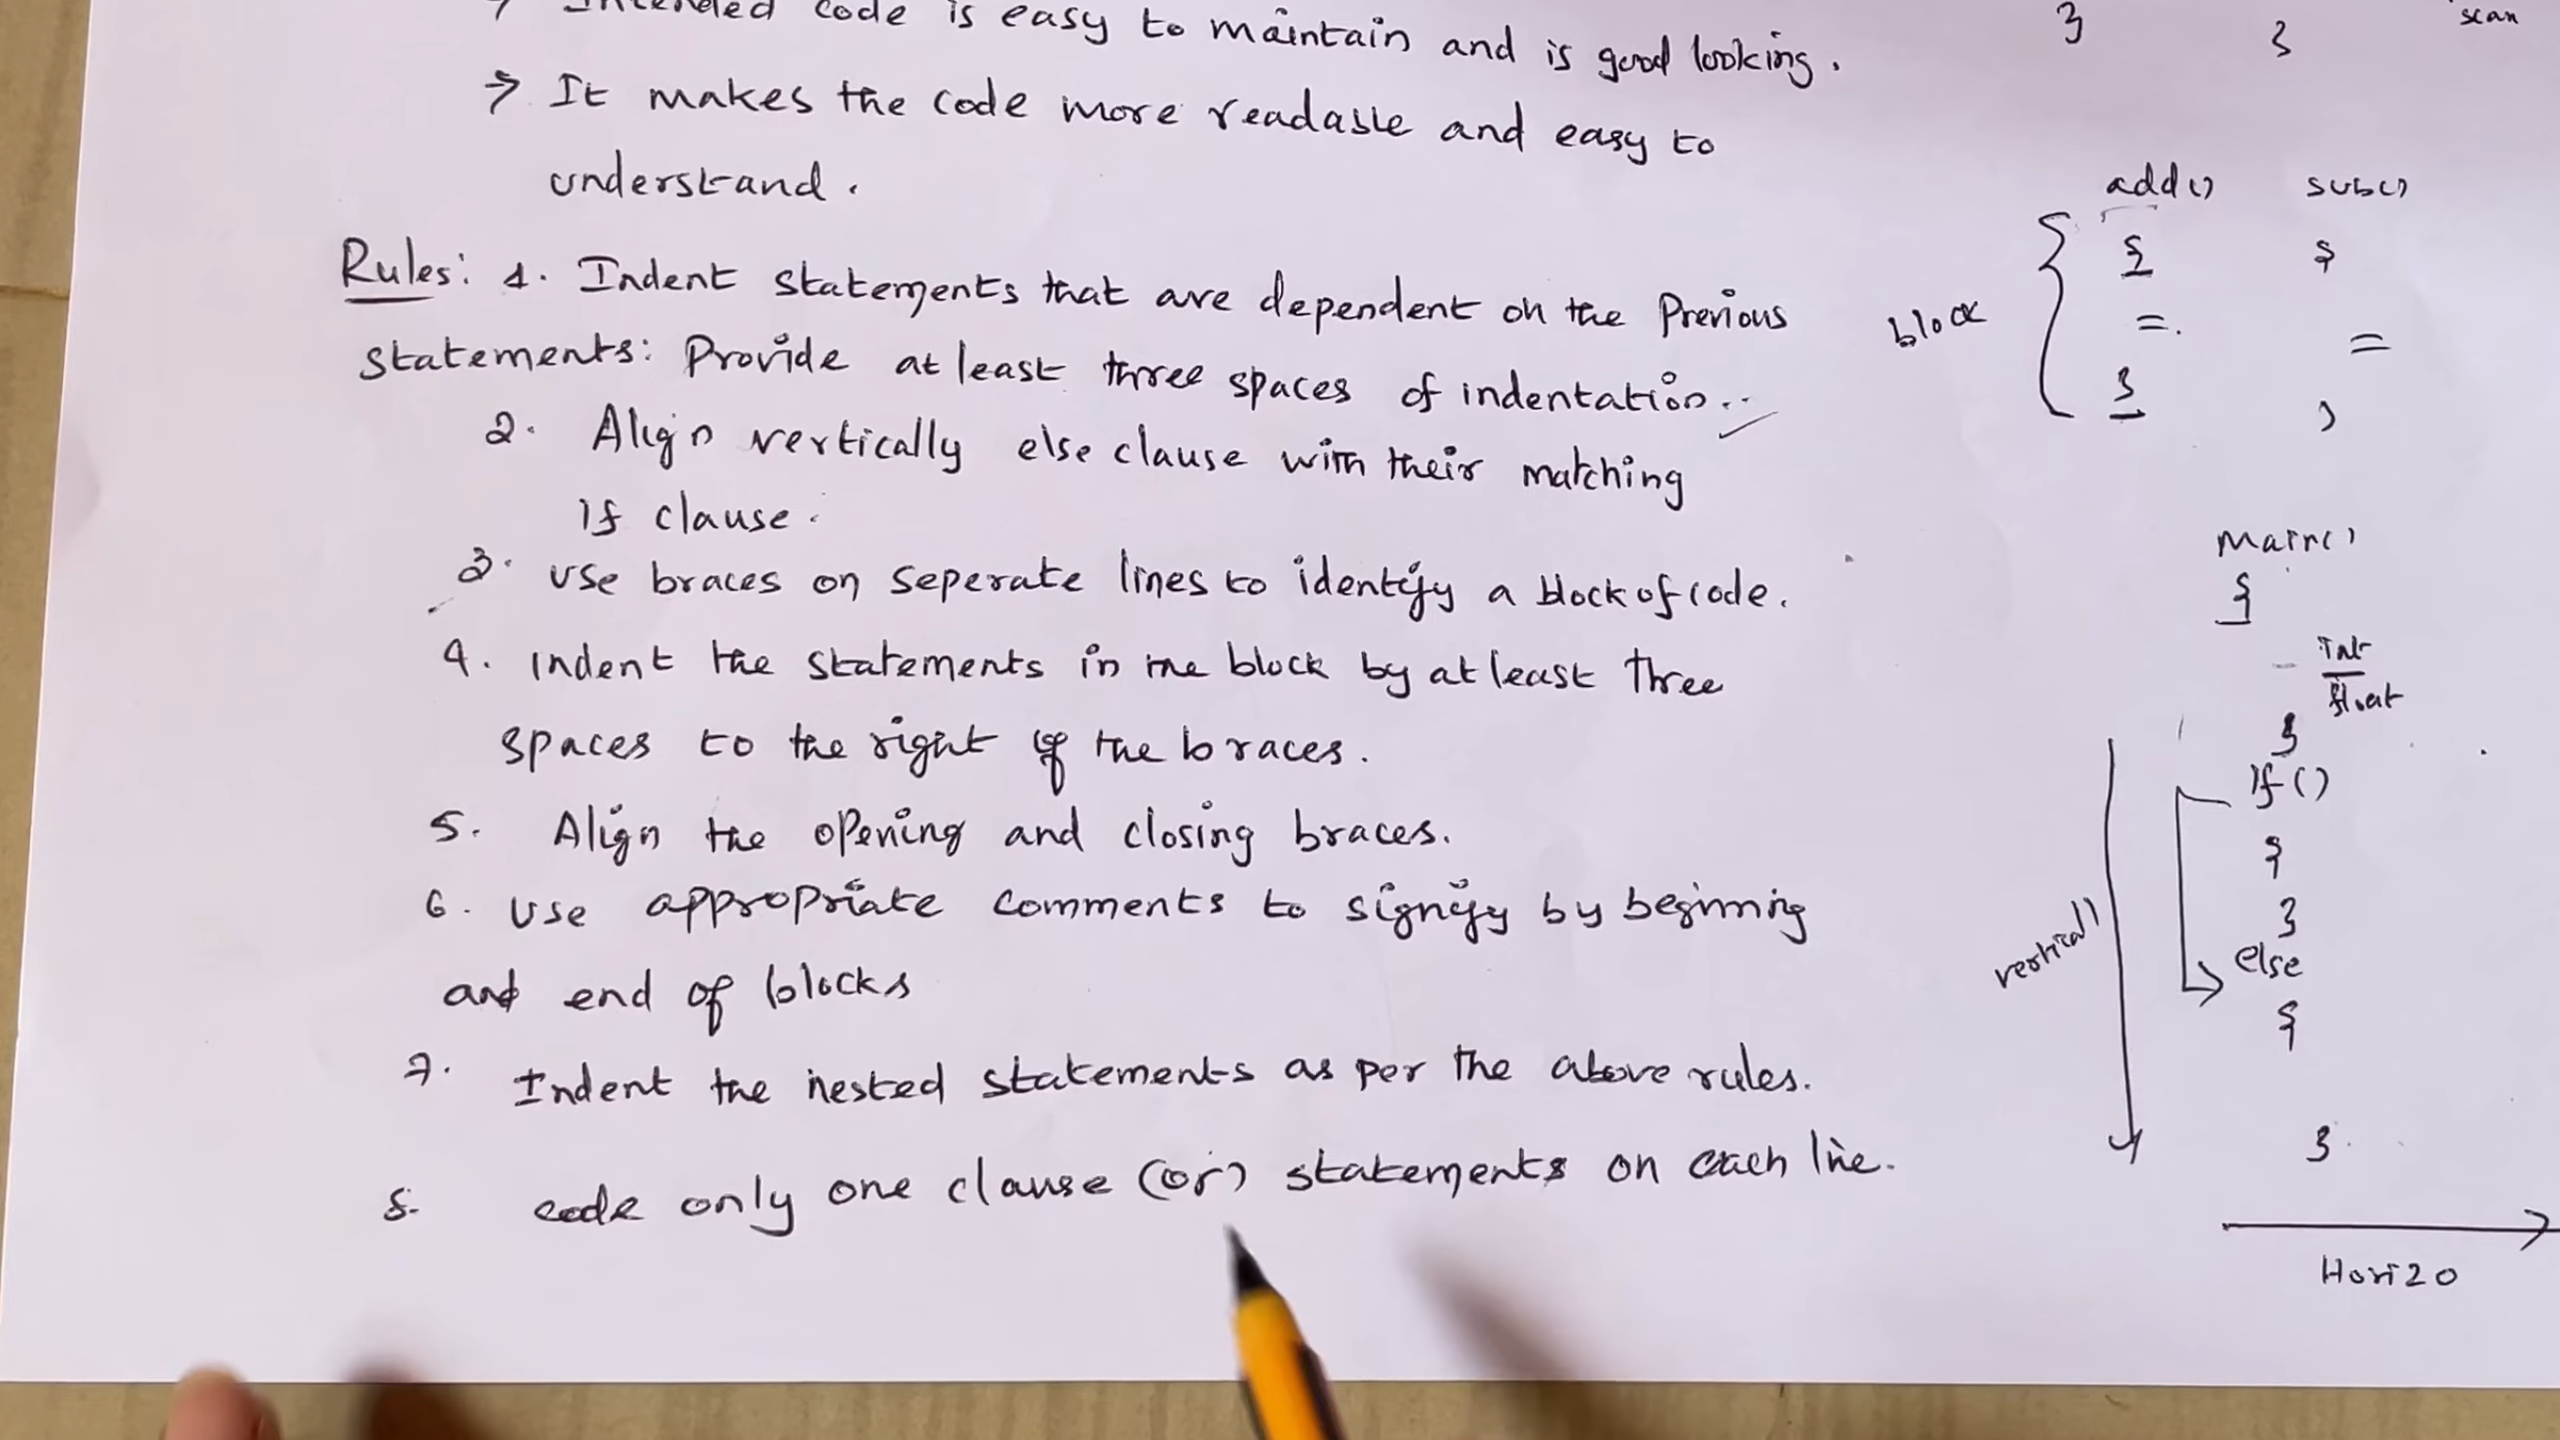 → Intended code is easy to maintain and is good looking.
→ It makes the code more readable and easy to
understand.
Rules: 1. Indent statements that are dependent on the Previous
statements: Provide at least three spaces of indentation..
2. Align vertically else clause with their matching
if clause.
3. use braces on seperate lines to identify a block of code.
4. Indent the statements in the block by at least three
spaces to the right of the braces.
5. Align the opening and closing braces.
6. Use appropriate comments to signify by beginning
and end of blocks
7. Indent the nested statements as per the above rules.
8. code only one clause (or) statements on each line.
} } scan
add() sub()
{ {
block = =
} }
main()
{
int
float
}
if()
{
}
vertical
else
{
}
Horizo